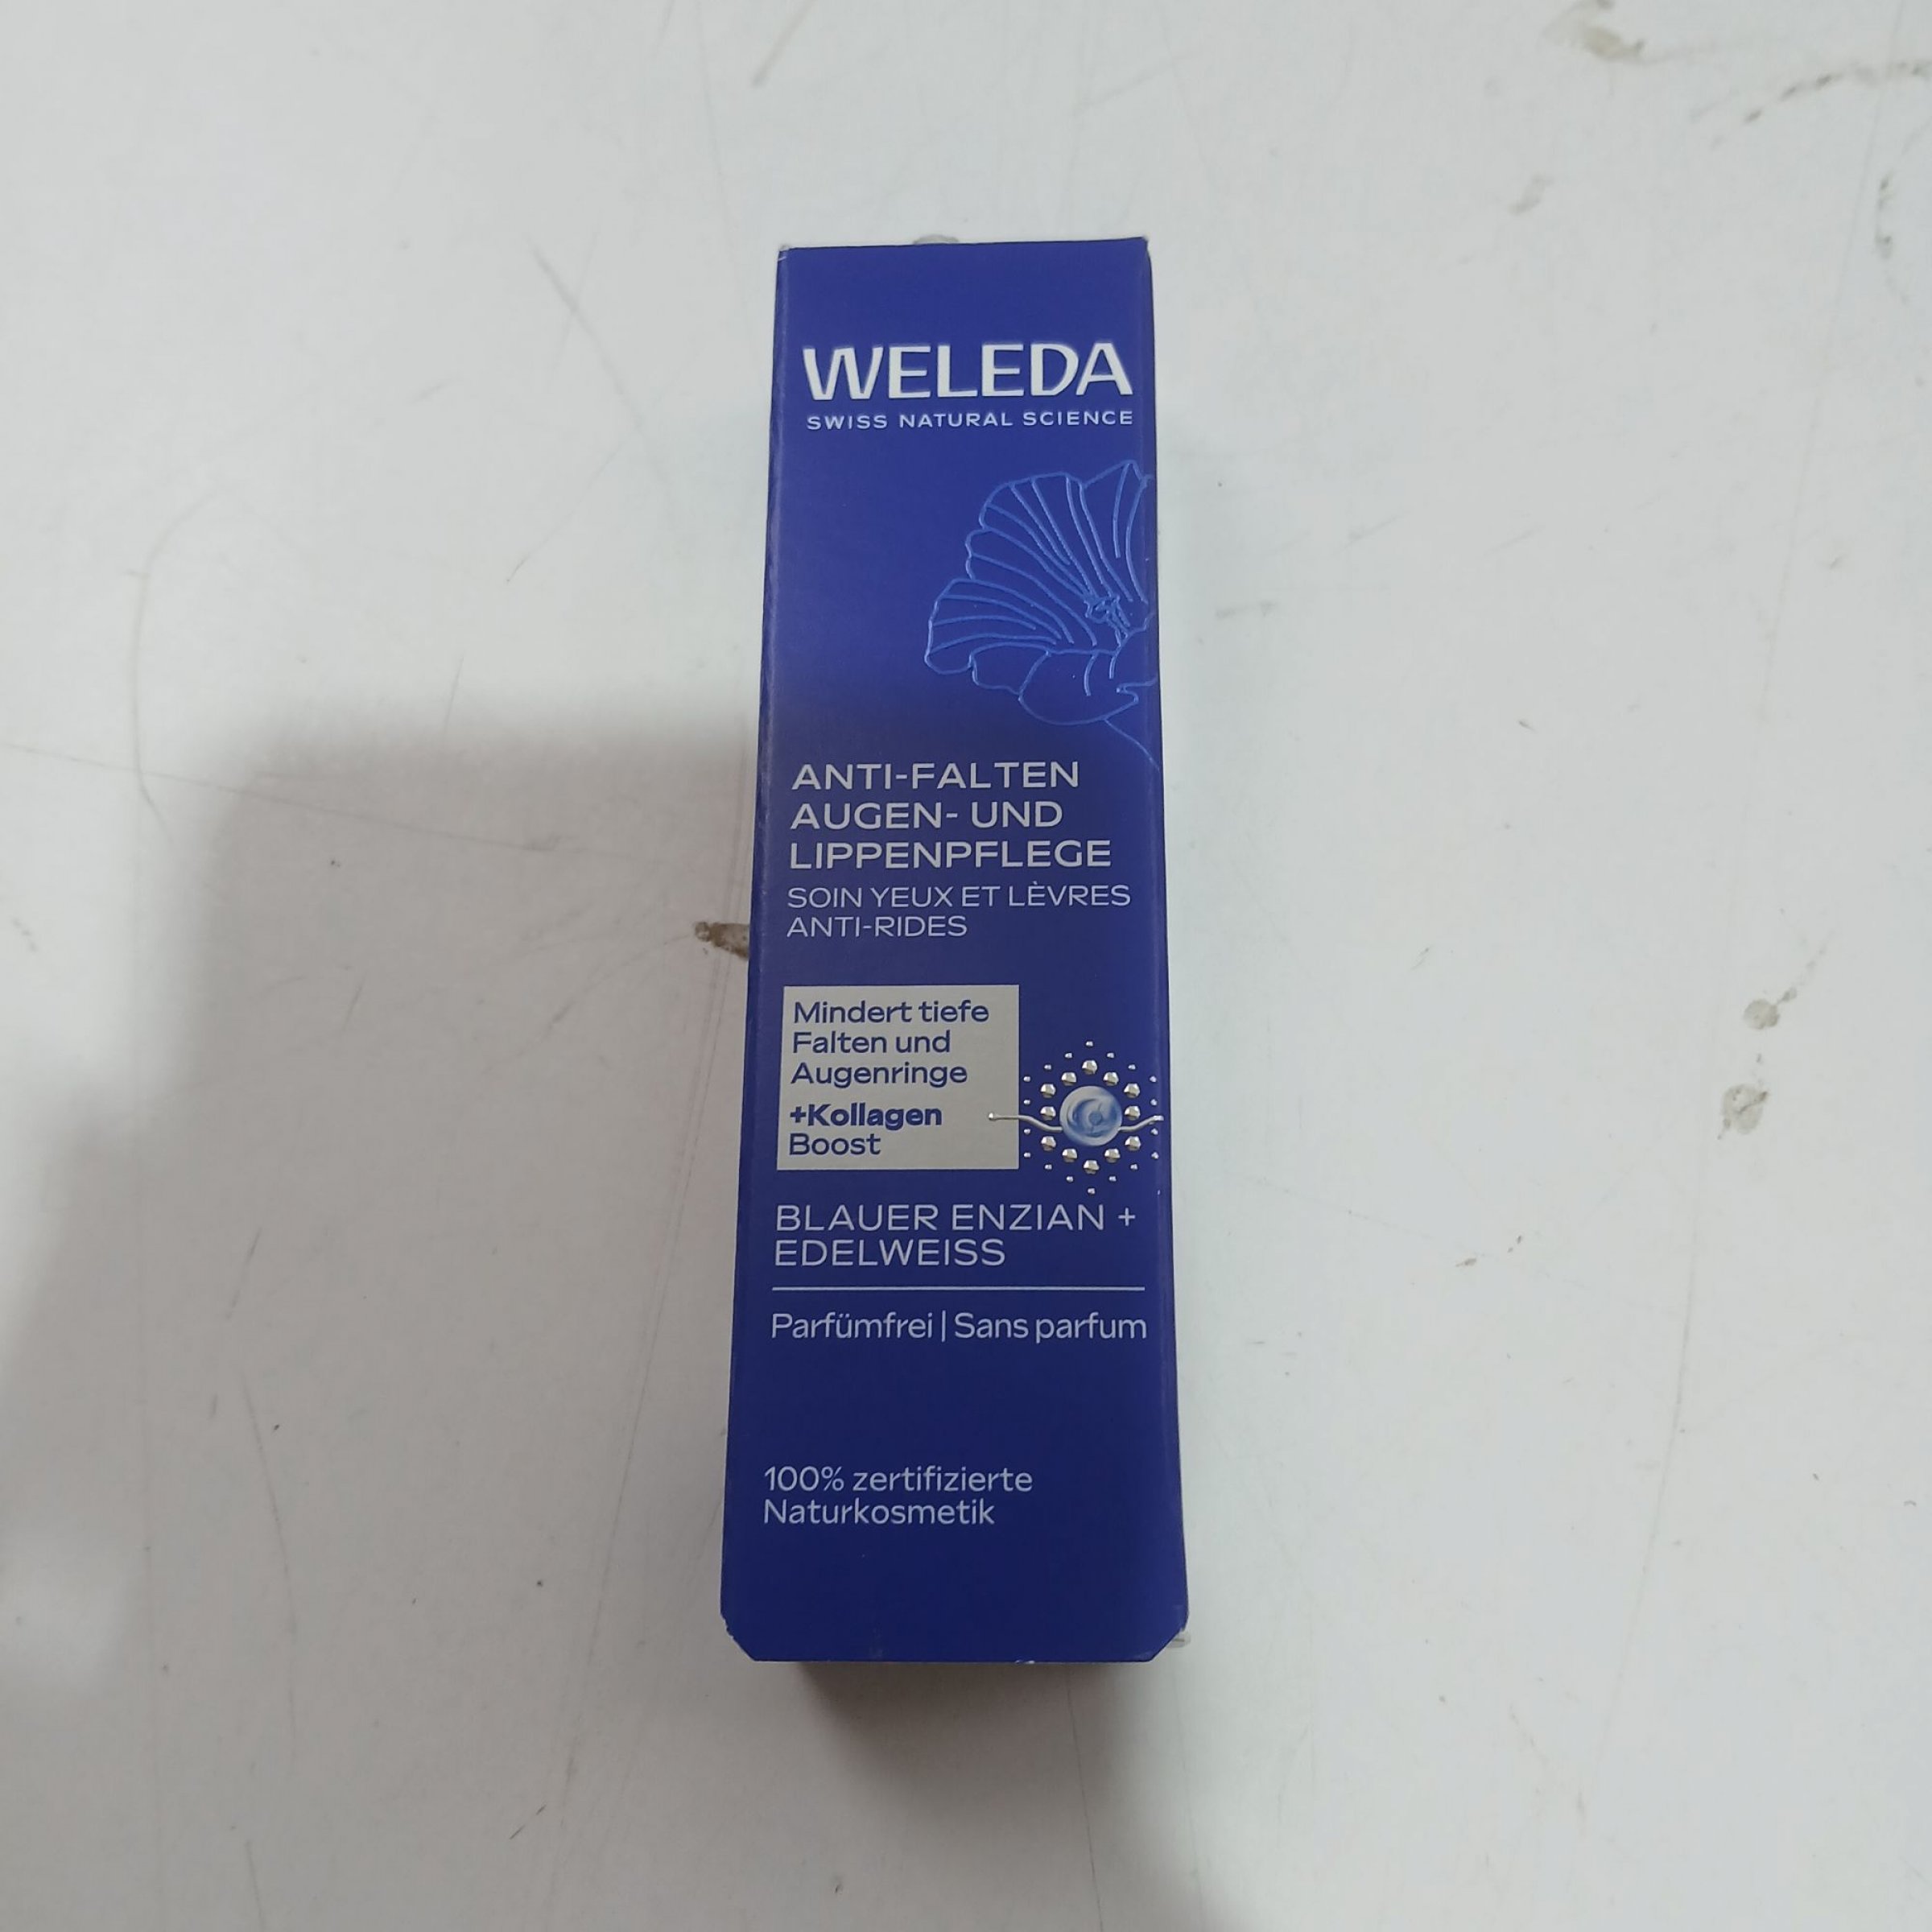 WELEDA
SWISS NATURAL SCIENCE
ANTI-FALTEN
AUGEN- UND
LIPPENPFLEGE
SOIN YEUX ET LÈVRES
ANTI-RIDES
Mindert tiefe
Falten und
Augenringe
+Kollagen
Boost
BLAUER ENZIAN +
EDELWEISS
Parfümfrei | Sans parfum
100% zertifizierte
Naturkosmetik